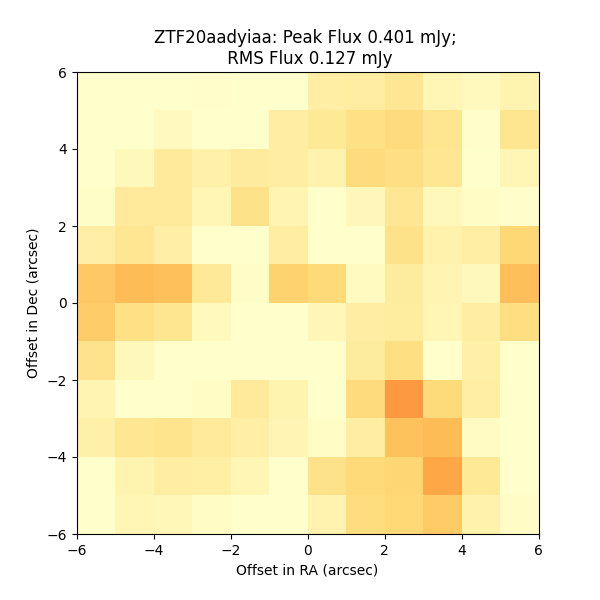 ZTF20aadyiaa: Peak Flux 0.401 mJy;
RMS Flux 0.127 mJy
6
4
2
0
−2
−4
−6
Offset in Dec (arcsec)
−6 −4 −2 0 2 4 6
Offset in RA (arcsec)